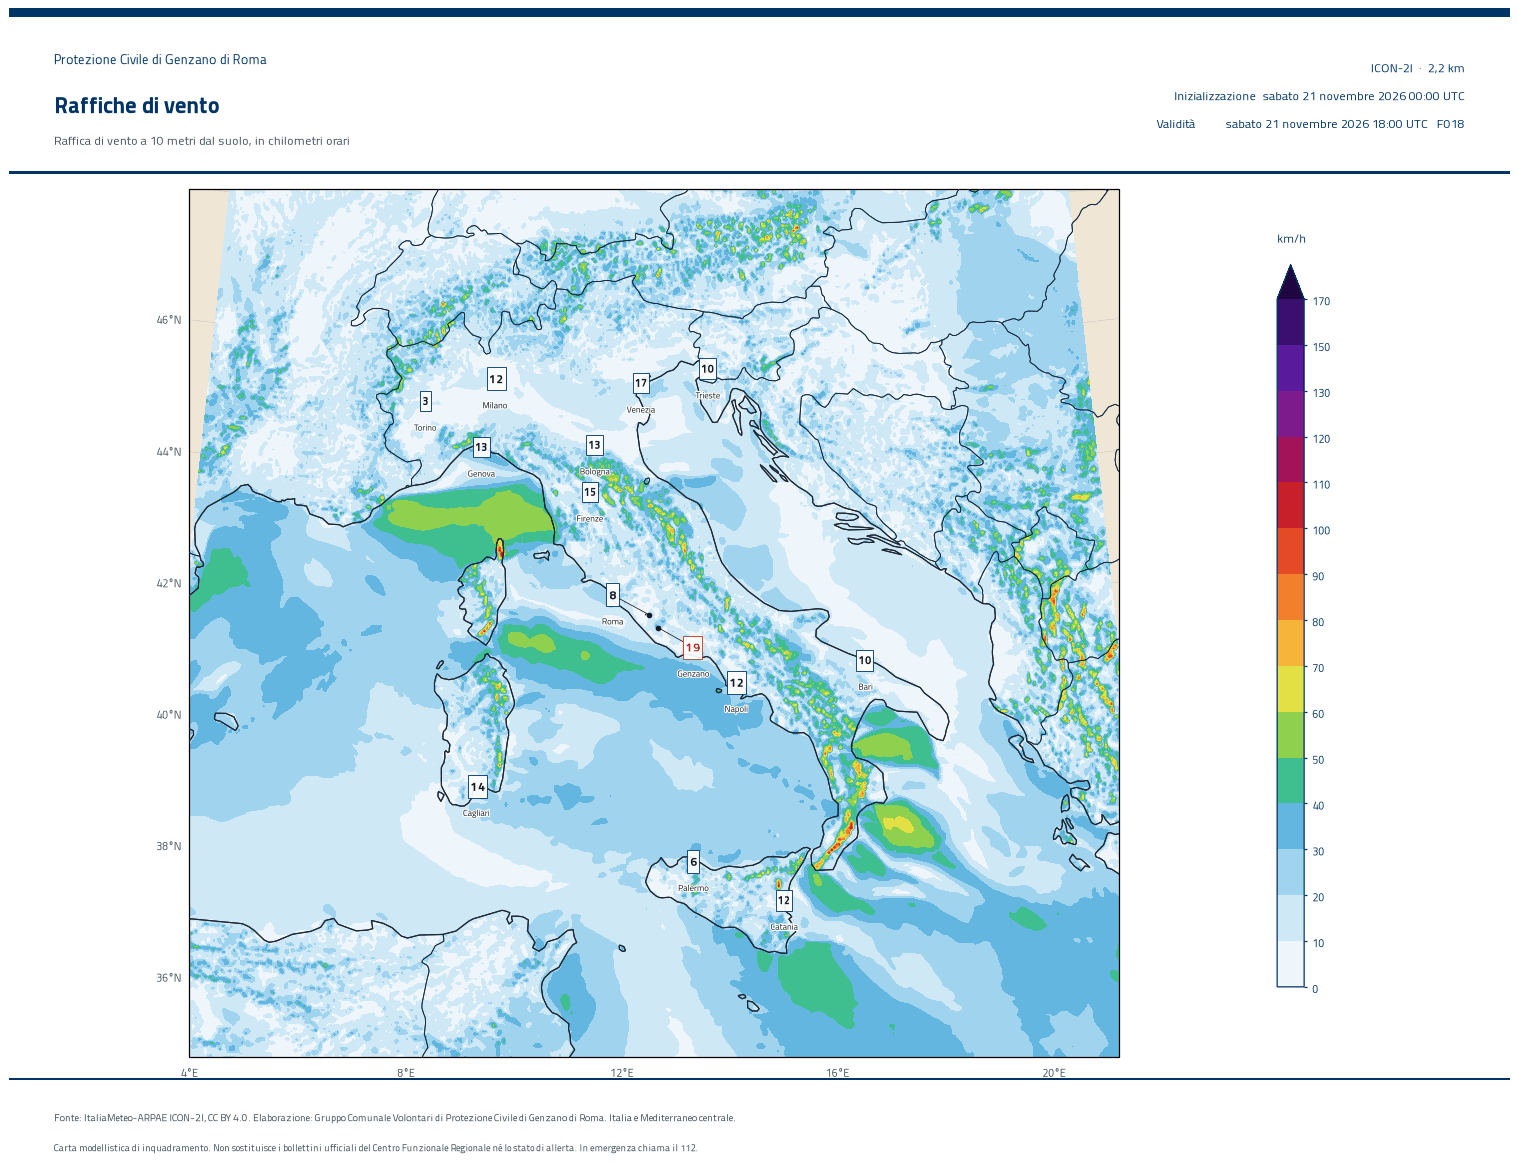 Protezione Civile di Genzano di Roma
Raffiche di vento
Raffica di vento a 10 metri dal suolo, in chilometri orari
ICON-2I · 2,2 km
Inizializzazione sabato 21 novembre 2026 00:00 UTC
Validità sabato 21 novembre 2026 18:00 UTC F018
km/h
170
150
130
120
110
100
90
80
70
60
50
40
30
20
10
0
46°N
44°N
42°N
40°N
38°N
36°N
4°E
8°E
12°E
16°E
20°E
10
Trieste
12
Milano
17
Venezia
3
Torino
13
Genova
13
Bologna
15
Firenze
8
Roma
19
Genzano
10
Bari
12
Napoli
14
Cagliari
6
Palermo
12
Catania
Fonte: ItaliaMeteo-ARPAE ICON-2I, CC BY 4.0. Elaborazione: Gruppo Comunale Volontari di Protezione Civile di Genzano di Roma. Italia e Mediterraneo centrale.
Carta modellistica di inquadramento. Non sostituisce i bollettini ufficiali del Centro Funzionale Regionale né lo stato di allerta. In emergenza chiama il 112.